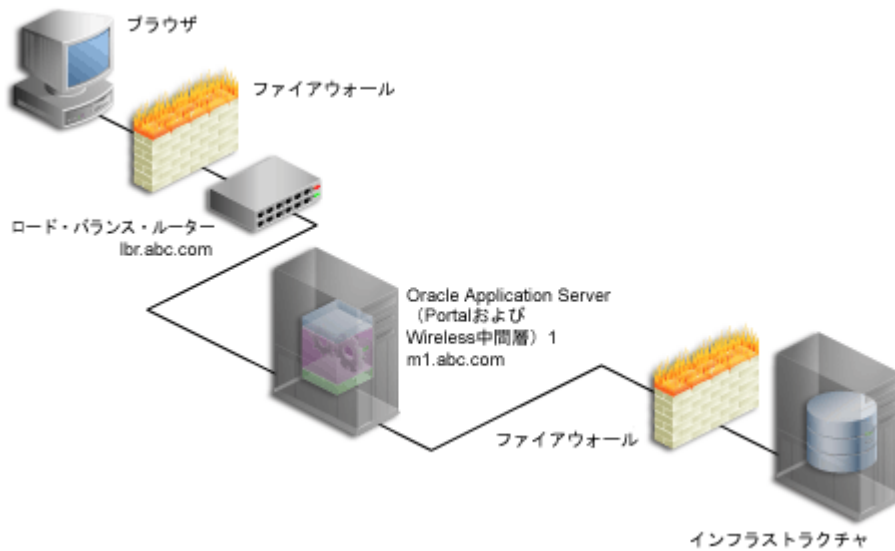 ブラウザ
ファイアウォール
ロード・バランス・ルーター
lbr.abc.com
Oracle Application Server
（Portalおよび
Wireless中間層）1
m1.abc.com
ファイアウォール
インフラストラクチャ